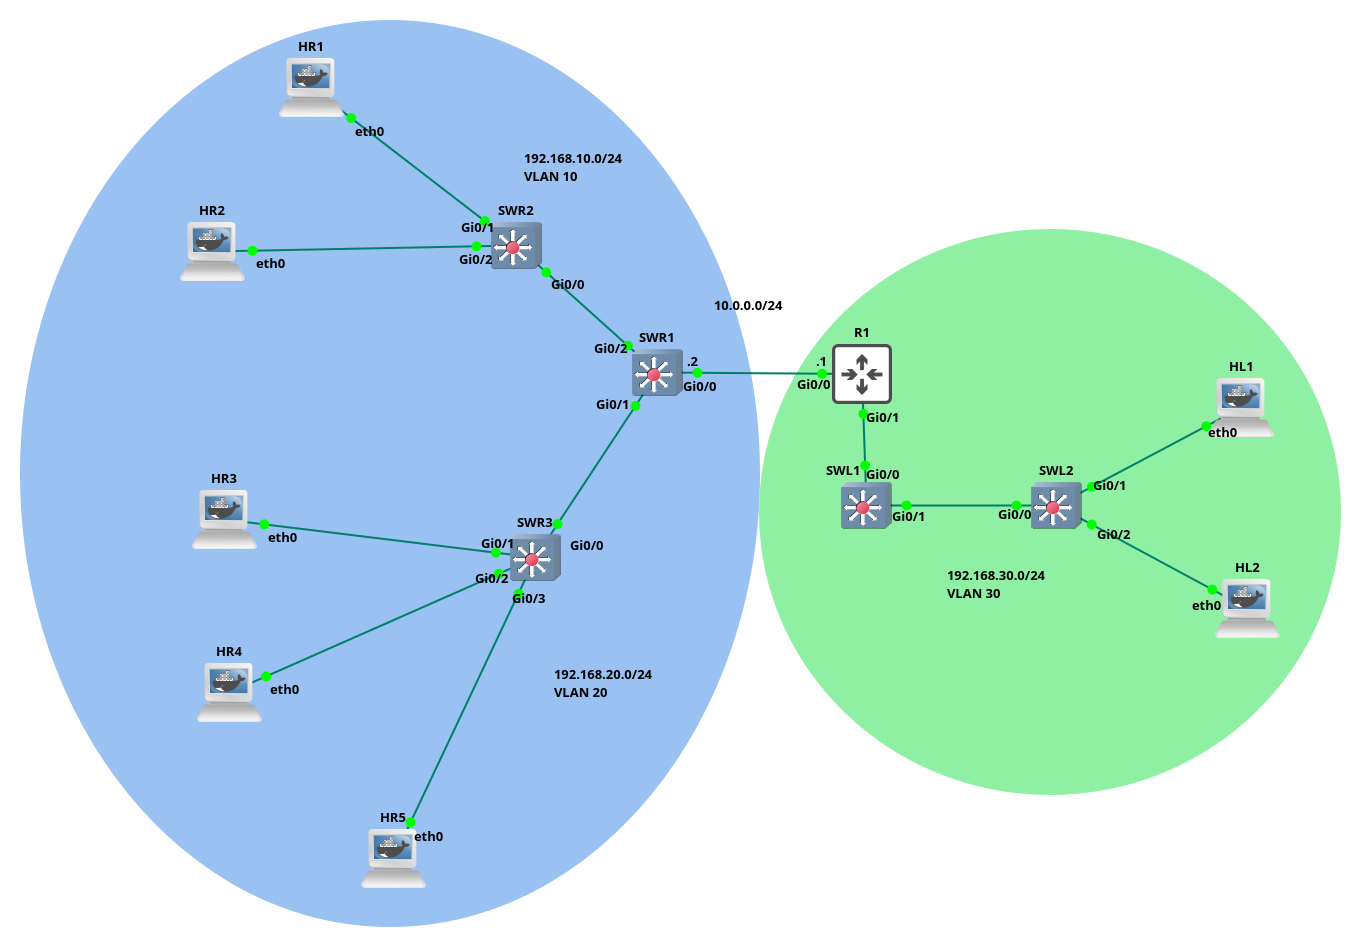 HR1
eth0
192.168.10.0/24
VLAN 10
HR2
eth0
SWR2
Gi0/1
Gi0/2
Gi0/0
10.0.0.0/24
SWR1
Gi0/2
.2
Gi0/0
Gi0/1
R1
.1
Gi0/0
Gi0/1
HL1
eth0
SWL1
Gi0/0
Gi0/1
SWL2
Gi0/0
Gi0/1
Gi0/2
HR3
eth0
SWR3
Gi0/1
Gi0/0
Gi0/2
Gi0/3
192.168.30.0/24
VLAN 30
HL2
eth0
HR4
eth0
192.168.20.0/24
VLAN 20
HR5
eth0